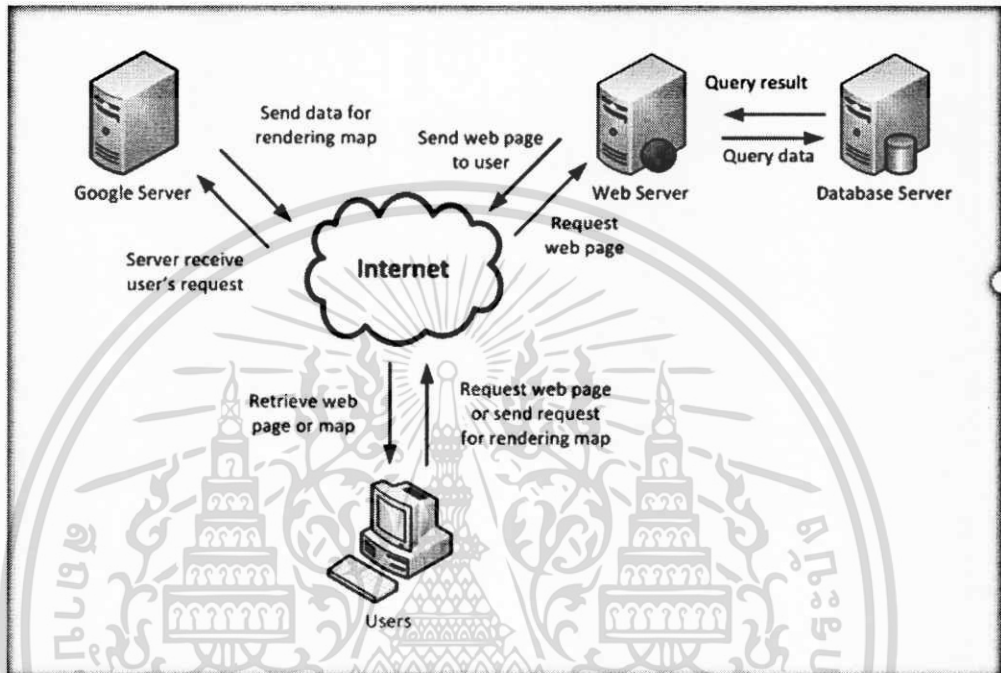 Query result
Send data for
rendering map
Send web page
to user
Query data
Google Server
Web Server
Database Server
Request
web page
Server receive
user's request
Internet
Retrieve web
page or map
Request web page
or send request
for rendering map
Users